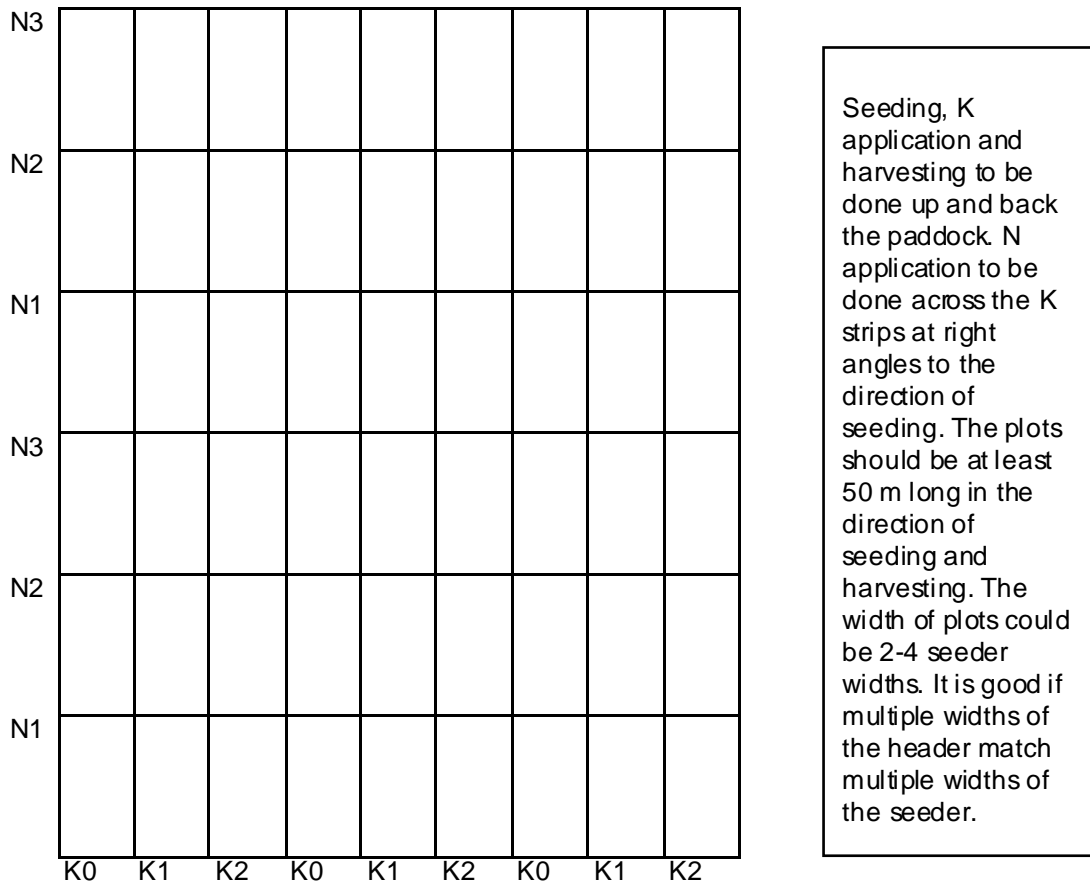 N3
N2
N1
N3
N2
N1
K0 K1 K2 K0 K1 K2 K0 K1 K2
Seeding, K
application and
harvesting to be
done up and back
the paddock. N
application to be
done across the K
strips at right
angles to the
direction of
seeding. The plots
should be at least
50 m long in the
direction of
seeding and
harvesting. The
width of plots could
be 2-4 seeder
widths. It is good if
multiple widths of
the header match
multiple widths of
the seeder.